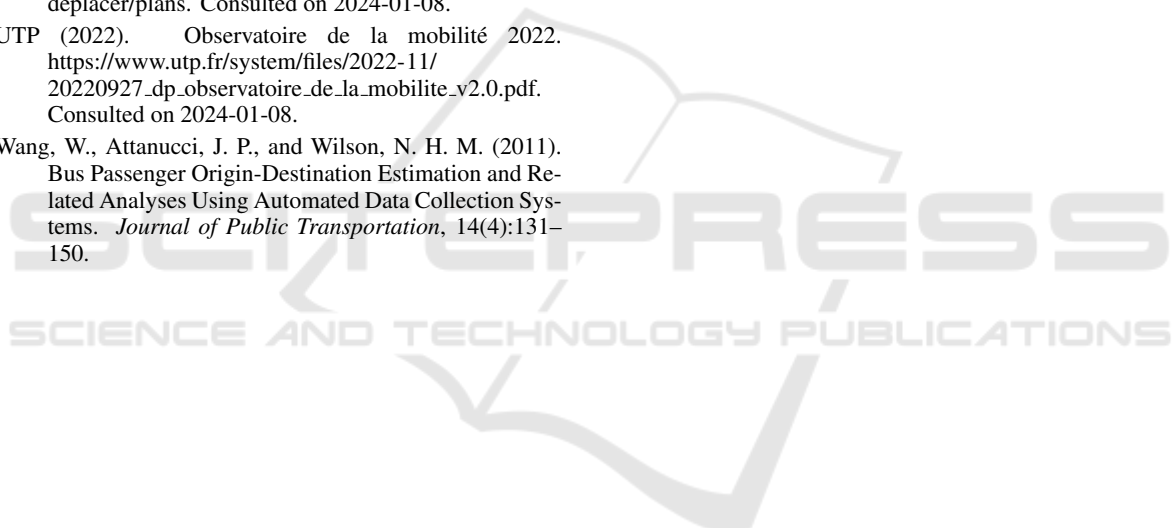 deplacer/plans. Consulted on 2024-01-08.
UTP (2022). Observatoire de la mobilité 2022.
https://www.utp.fr/system/files/2022-11/
20220927_dp_observatoire_de_la_mobilite_v2.0.pdf.
Consulted on 2024-01-08.
Wang, W., Attanucci, J. P., and Wilson, N. H. M. (2011).
Bus Passenger Origin-Destination Estimation and Re-
lated Analyses Using Automated Data Collection Sys-
tems. Journal of Public Transportation, 14(4):131–
150.
SCITEPRESS
SCIENCE AND TECHNOLOGY PUBLICATIONS